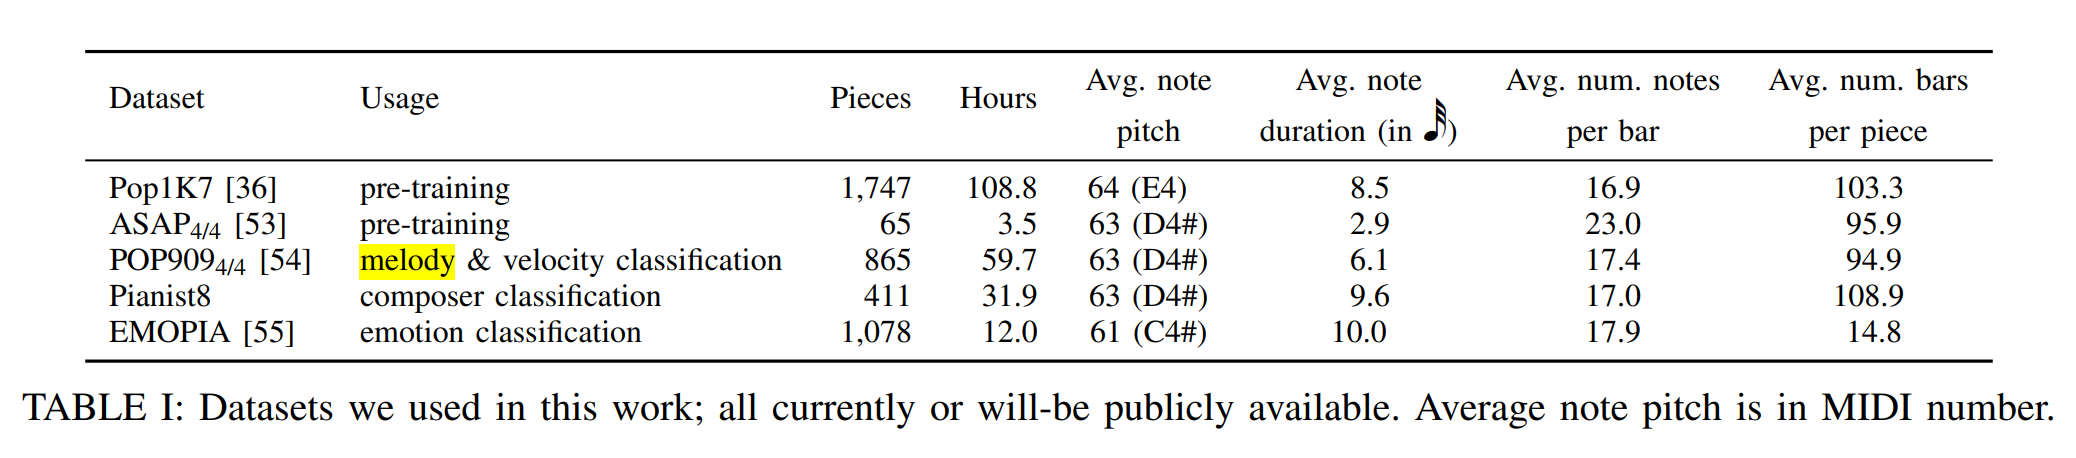 Dataset Usage Pieces Hours Avg. note pitch Avg. note duration (in 𝅘𝅥𝅱) Avg. num. notes per bar Avg. num. bars per piece
Pop1K7 [36] pre-training 1,747 108.8 64 (E4) 8.5 16.9 103.3
ASAP4/4 [53] pre-training 65 3.5 63 (D4#) 2.9 23.0 95.9
POP9094/4 [54] melody & velocity classification 865 59.7 63 (D4#) 6.1 17.4 94.9
Pianist8 composer classification 411 31.9 63 (D4#) 9.6 17.0 108.9
EMOPIA [55] emotion classification 1,078 12.0 61 (C4#) 10.0 17.9 14.8
TABLE I: Datasets we used in this work; all currently or will-be publicly available. Average note pitch is in MIDI number.